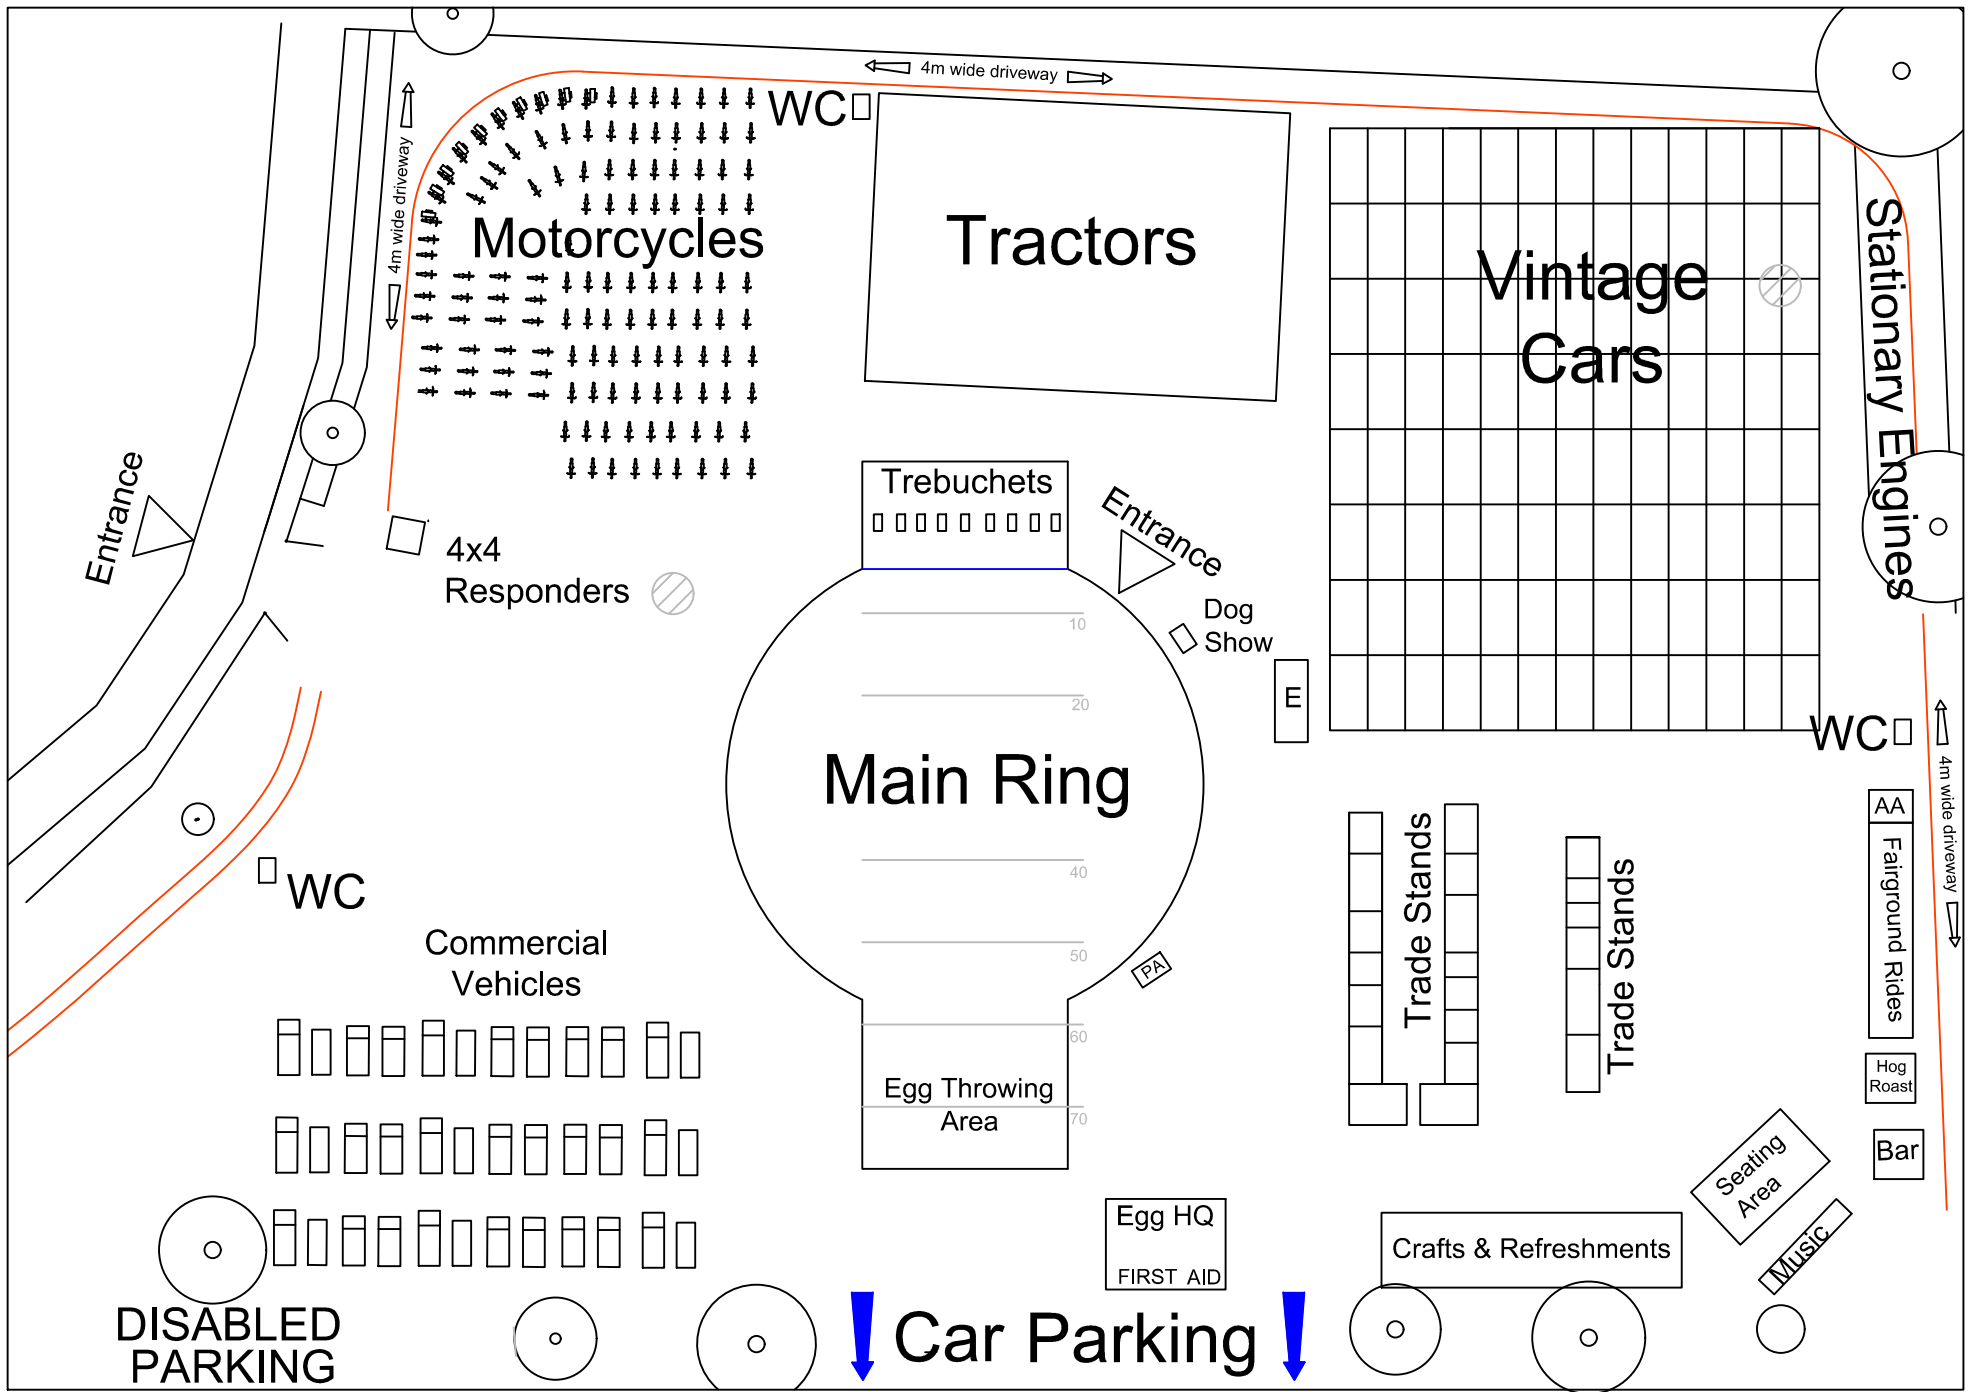 4m wide driveway
WC
4m wide driveway
Motorcycles
Tractors
Vintage
Cars
Stationary Engines
Entrance
Trebuchets
Entrance
4x4
Responders
Dog
Show
10
E
20
WC
Main Ring
4m wide driveway
AA
Fairground Rides
Trade Stands
Trade Stands
40
WC
Commercial
Vehicles
50
PA
60
Hog
Roast
Egg Throwing
Area
70
Bar
Seating
Area
Egg HQ
FIRST AID
Crafts & Refreshments
Music
DISABLED
PARKING
Car Parking